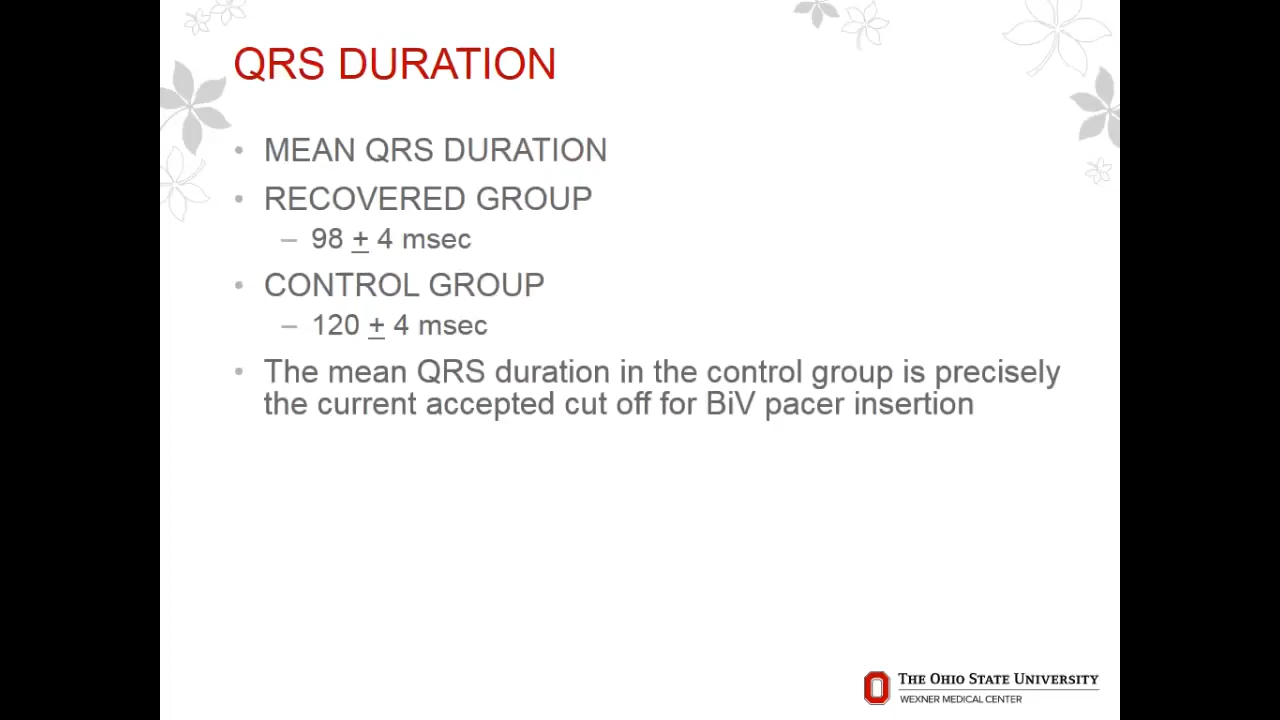 QRS DURATION
• MEAN QRS DURATION
• RECOVERED GROUP
– 98 ± 4 msec
• CONTROL GROUP
– 120 ± 4 msec
• The mean QRS duration in the control group is precisely
the current accepted cut off for BiV pacer insertion
THE OHIO STATE UNIVERSITY
WEXNER MEDICAL CENTER